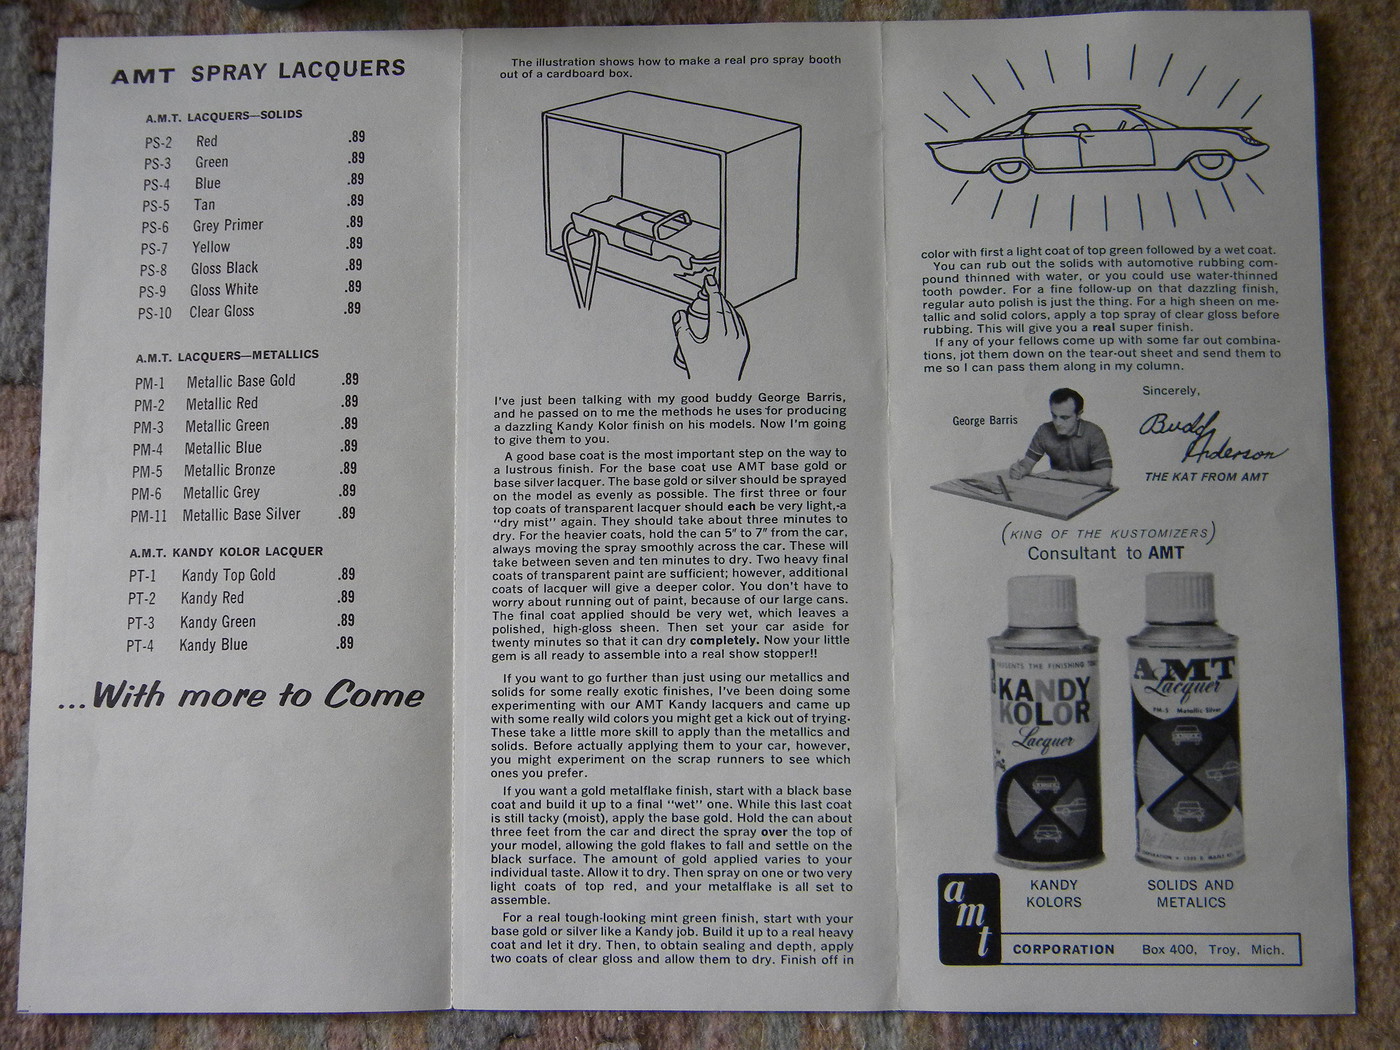 AMT SPRAY LACQUERS
A.M.T. LACQUERS—SOLIDS
PS-2 Red .89
PS-3 Green .89
PS-4 Blue .89
PS-5 Tan .89
PS-6 Grey Primer .89
PS-7 Yellow .89
PS-8 Gloss Black .89
PS-9 Gloss White .89
PS-10 Clear Gloss .89
A.M.T. LACQUERS—METALLICS
PM-1 Metallic Base Gold .89
PM-2 Metallic Red .89
PM-3 Metallic Green .89
PM-4 Metallic Blue .89
PM-5 Metallic Bronze .89
PM-6 Metallic Grey .89
PM-11 Metallic Base Silver .89
A.M.T. KANDY KOLOR LACQUER
PT-1 Kandy Top Gold .89
PT-2 Kandy Red .89
PT-3 Kandy Green .89
PT-4 Kandy Blue .89
...With more to Come
The illustration shows how to make a real pro spray booth
out of a cardboard box.
I've just been talking with my good buddy George Barris,
and he passed on to me the methods he uses for producing
a dazzling Kandy Kolor finish on his models. Now I'm going
to give them to you.
A good base coat is the most important step on the way to
a lustrous finish. For the base coat use AMT base gold or
base silver lacquer. The base gold or silver should be sprayed
on the model as evenly as possible. The first three or four
top coats of transparent lacquer should each be very light,-a
"dry mist" again. They should take about three minutes to
dry. For the heavier coats, hold the can 5" to 7" from the car,
always moving the spray smoothly across the car. These will
take between seven and ten minutes to dry. Two heavy final
coats of transparent paint are sufficient; however, additional
coats of lacquer will give a deeper color. You don't have to
worry about running out of paint, because of our large cans.
The final coat applied should be very wet, which leaves a
polished, high-gloss sheen. Then set your car aside for
twenty minutes so that it can dry completely. Now your little
gem is all ready to assemble into a real show stopper!!
If you want to go further than just using our metallics and
solids for some really exotic finishes, I've been doing some
experimenting with our AMT Kandy lacquers and came up
with some really wild colors you might get a kick out of trying.
These take a little more skill to apply than the metallics and
solids. Before actually applying them to your car, however,
you might experiment on the scrap runners to see which
ones you prefer.
If you want a gold metalflake finish, start with a black base
coat and build it up to a final "wet" one. While this last coat
is still tacky (moist), apply the base gold. Hold the can about
three feet from the car and direct the spray over the top of
your model, allowing the gold flakes to fall and settle on the
black surface. The amount of gold applied varies to your
individual taste. Allow it to dry. Then spray on one or two very
light coats of top red, and your metalflake is all set to
assemble.
For a real tough-looking mint green finish, start with your
base gold or silver like a Kandy job. Build it up to a real heavy
coat and let it dry. Then, to obtain sealing and depth, apply
two coats of clear gloss and allow them to dry. Finish off in
color with first a light coat of top green followed by a wet coat.
You can rub out the solids with automotive rubbing com-
pound thinned with water, or you could use water-thinned
tooth powder. For a fine follow-up on that dazzling finish,
regular auto polish is just the thing. For a high sheen on me-
tallic and solid colors, apply a top spray of clear gloss before
rubbing. This will give you a real super finish.
If any of your fellows come up with some far out combina-
tions, jot them down on the tear-out sheet and send them to
me so I can pass them along in my column.
Sincerely,
George Barris
Budd
Anderson
THE KAT FROM AMT
(KING OF THE KUSTOMIZERS)
Consultant to AMT
PRESENTS THE FINISHING
KANDY
KOLOR
Lacquer
AMT
Lacquer
Metallic Silver
KANDY
KOLORS
SOLIDS AND
METALICS
amt
CORPORATION Box 400, Troy, Mich.